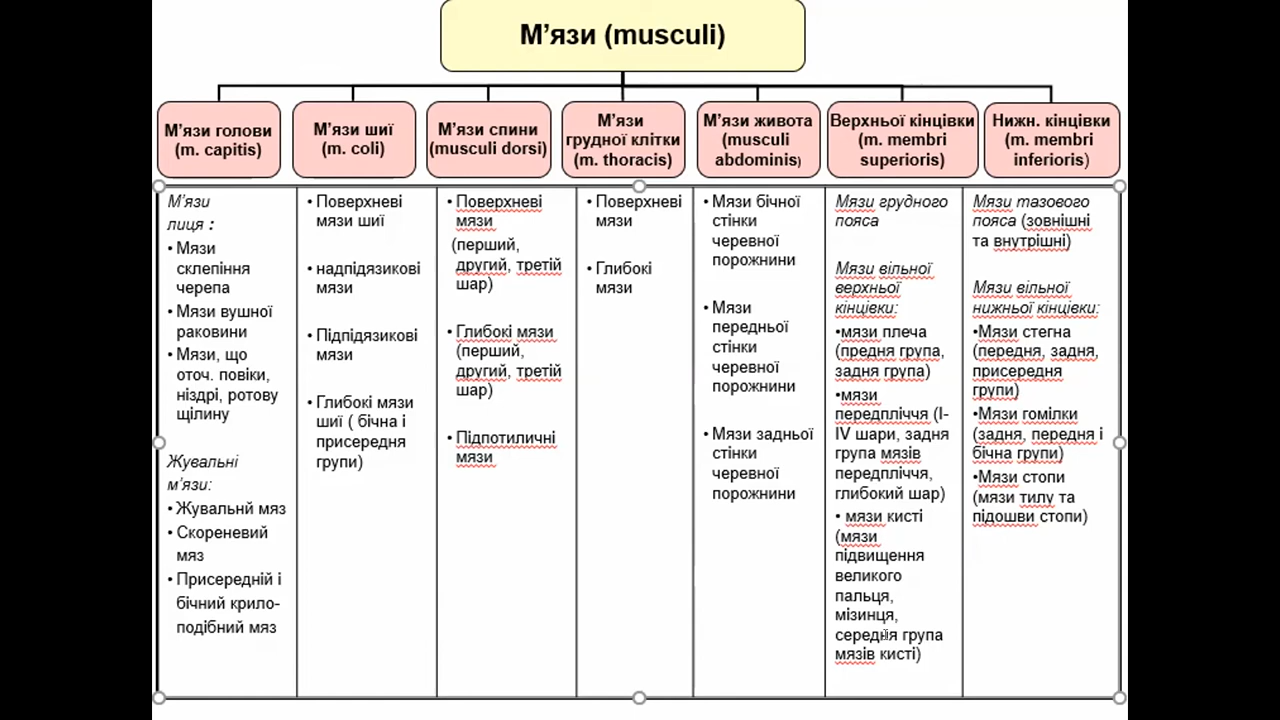 М’язи (musculi)
М’язи голови
(m. capitis)
М’язи шиї
(m. coli)
М’язи спини
(musculi dorsi)
М’язи
грудної клітки
(m. thoracis)
М’язи живота
(musculi
abdominis)
Верхньої кінцівки
(m. membri
superioris)
Нижн. кінцівки
(m. membri
inferioris)
М’язи
лиця :
• Мязи
склепіння
черепа
• Мязи вушної
раковини
• Мязи, що
оточ. повіки,
ніздрі, ротову
щілину
Жувальні
м’язи:
• Жувальнй мяз
• Скореневий
мяз
• Присередній і
бічний крило-
подібний мяз
• Поверхневі
мязи шиї
• надпідязикові
мязи
• Підпідязикові
мязи
• Глибокі мязи
шиї ( бічна і
присередня
групи)
• Поверхневі
мязи
(перший,
другий, третій
шар)
• Глибокі мязи
(перший,
другий, третій
шар)
• Підпотиличні
мязи
• Поверхневі
мязи
• Глибокі
мязи
• Мязи бічної
стінки
черевної
порожнини
• Мязи
передньої
стінки
черевної
порожнини
• Мязи задньої
стінки
черевної
порожнини
Мязи грудного
пояса
Мязи вільної
верхньої
кінцівки:
•мязи плеча
(предня група,
задня група)
•мязи
передпліччя (І-
IV шари, задня
група мязів
передпліччя,
глибокий шар)
• мязи кисті
(мязи
підвищення
великого
пальця,
мізинця,
середня група
мязів кисті)
Мязи тазового
пояса (зовнішні
та внутрішні)
Мязи вільної
нижньої кінцівки:
•Мязи стегна
(передня, задня,
присередня
групи)
•Мязи гомілки
(задня, передня і
бічна групи)
•Мязи стопи
(мязи тилу та
підошви стопи)